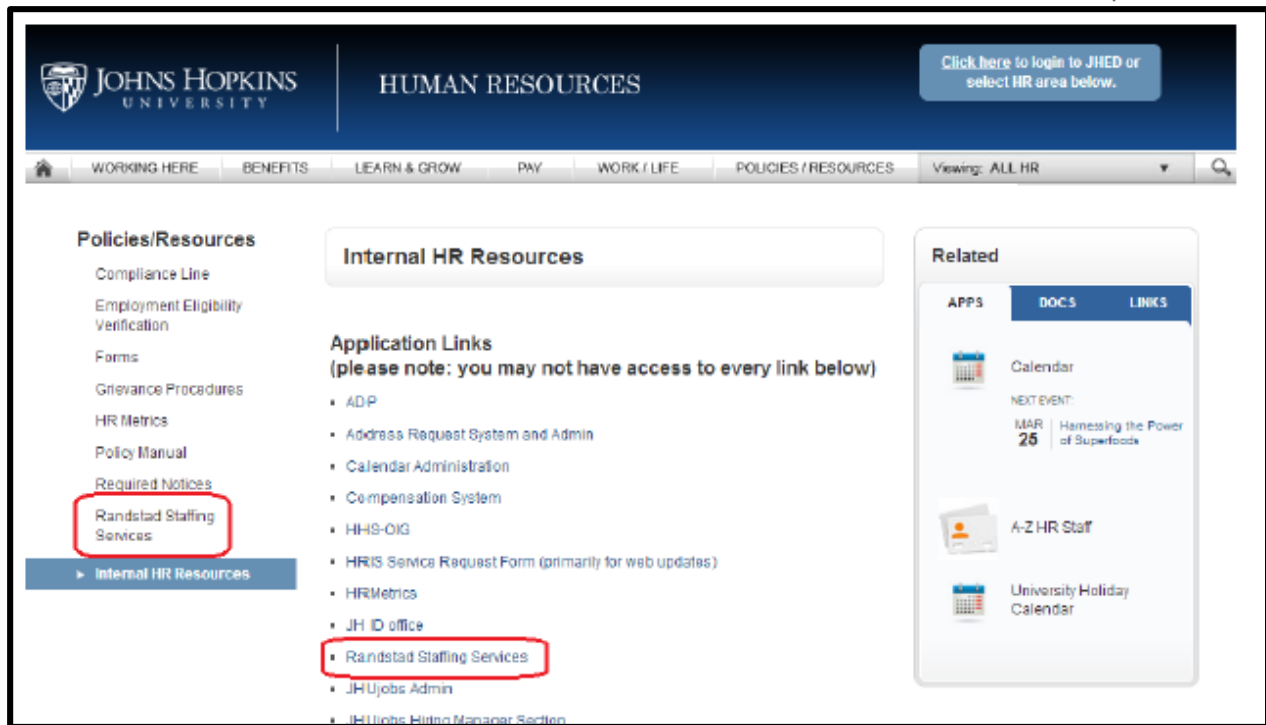 JOHNS HOPKINS
UNIVERSITY
HUMAN RESOURCES
Click here to login to JHED or
select HR area below.
WORKING HERE BENEFITS LEARN & GROW PAY WORK / LIFE POLICIES / RESOURCES Viewing: ALL HR
Policies/Resources
Compliance Line
Employment Eligibility
Verification
Forms
Grievance Procedures
HR Metrics
Policy Manual
Required Notices
Randstad Staffing
Services
Internal HR Resources
Internal HR Resources
Application Links
(please note: you may not have access to every link below)
ADP
Address Request System and Admin
Calendar Administration
Compensation System
HHS-OIG
HRIS Service Request Form (primarily for web updates)
HRMetrics
JH ID office
Randstad Staffing Services
JHUjobs Admin
JHUjobs Hiring Manager Section
Related
APPS DOCS LINKS
Calendar
NEXT EVENT:
MAR
25
Harnessing the Power
of Superfoods
A-Z HR Staff
University Holiday
Calendar